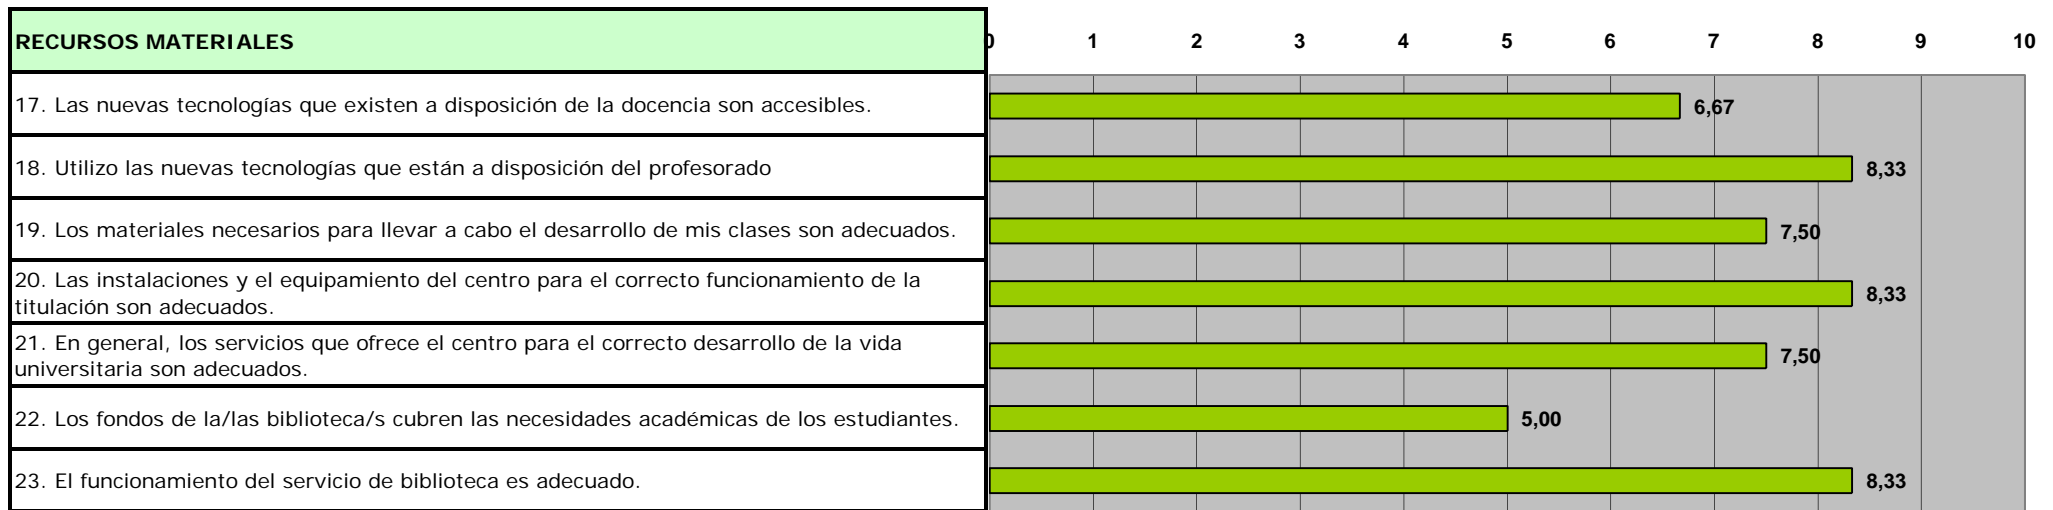 RECURSOS MATERIALES
0 1 2 3 4 5 6 7 8 9 10
17. Las nuevas tecnologías que existen a disposición de la docencia son accesibles.
6,67
18. Utilizo las nuevas tecnologías que están a disposición del profesorado
8,33
19. Los materiales necesarios para llevar a cabo el desarrollo de mis clases son adecuados.
7,50
20. Las instalaciones y el equipamiento del centro para el correcto funcionamiento de la
titulación son adecuados.
8,33
21. En general, los servicios que ofrece el centro para el correcto desarrollo de la vida
universitaria son adecuados.
7,50
22. Los fondos de la/las biblioteca/s cubren las necesidades académicas de los estudiantes.
5,00
23. El funcionamiento del servicio de biblioteca es adecuado.
8,33